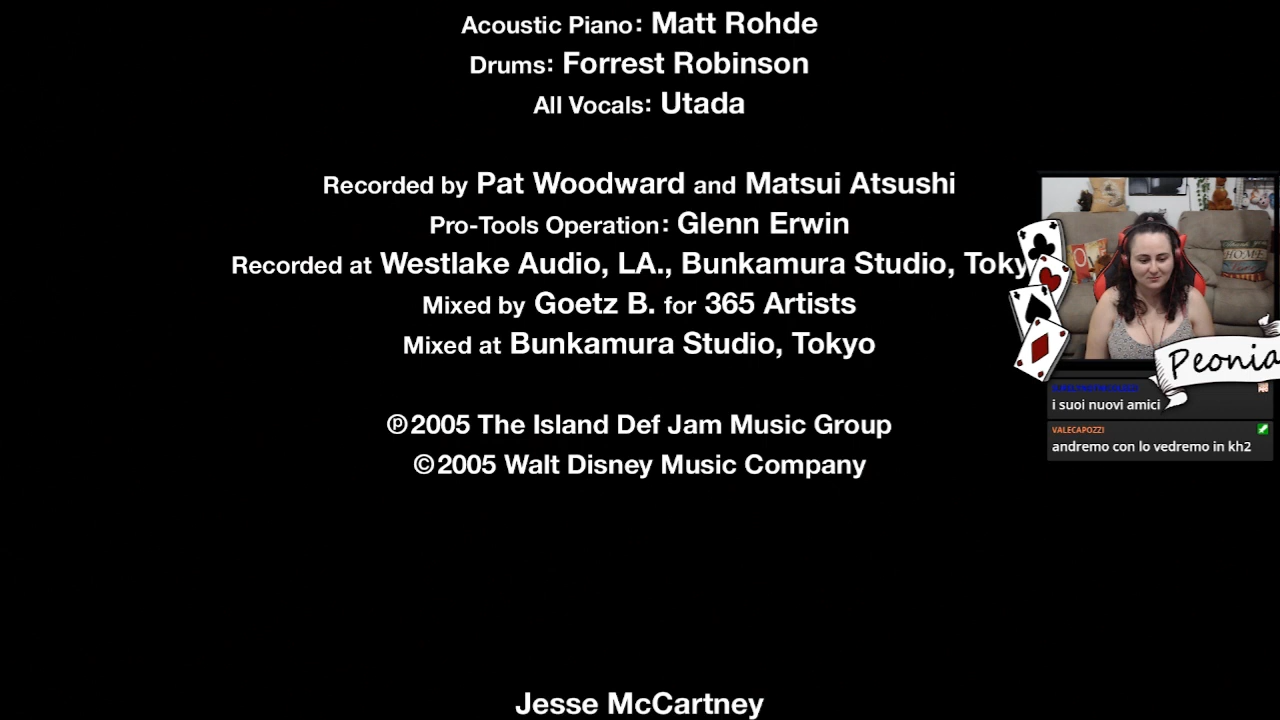 Acoustic Piano: Matt Rohde
Drums: Forrest Robinson
All Vocals: Utada
Recorded by Pat Woodward and Matsui Atsushi
Pro-Tools Operation: Glenn Erwin
Recorded at Westlake Audio, LA., Bunkamura Studio, Toky
Mixed by Goetz B. for 365 Artists
Mixed at Bunkamura Studio, Tokyo
℗2005 The Island Def Jam Music Group
©2005 Walt Disney Music Company
Jesse McCartney
HOME
Peonia
i suoi nuovi amici
VALECAPOZZI
andremo con lo vedremo in kh2